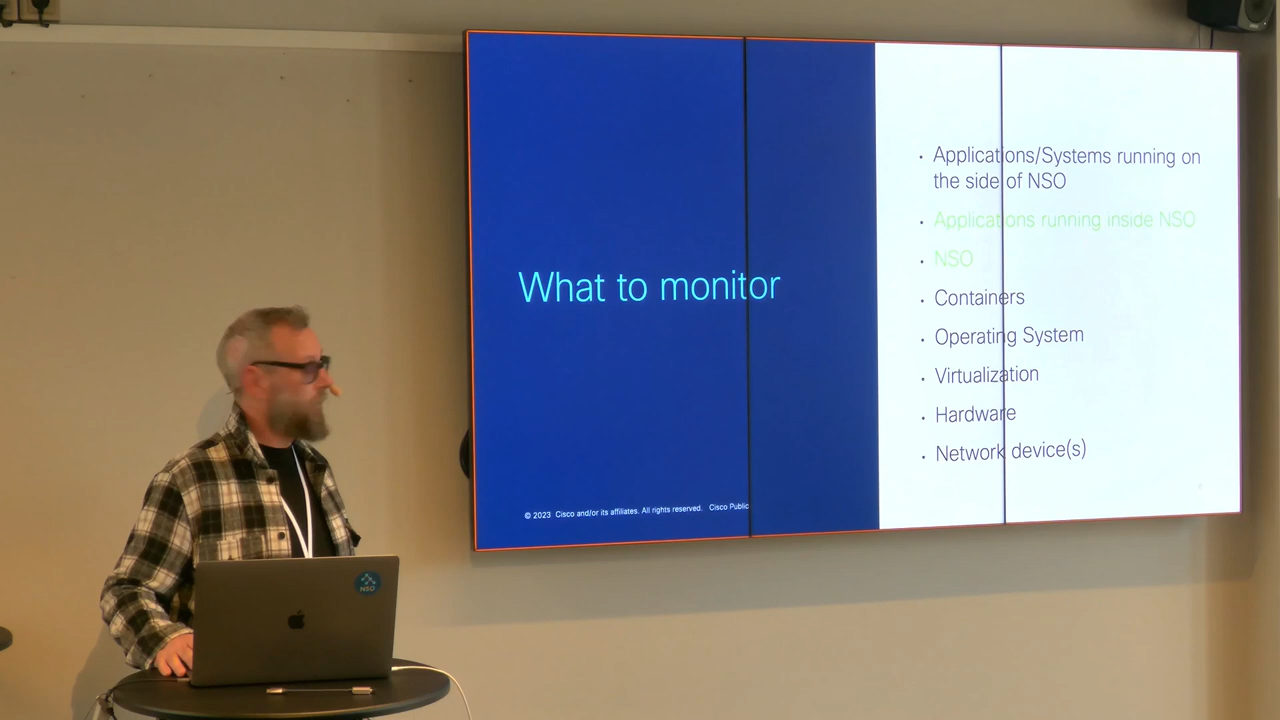 What to monitor
© 2023 Cisco and/or its affiliates. All rights reserved. Cisco Public
· Applications/Systems running on
the side of NSO
· Applications running inside NSO
· NSO
· Containers
· Operating System
· Virtualization
· Hardware
· Network device(s)
NSO